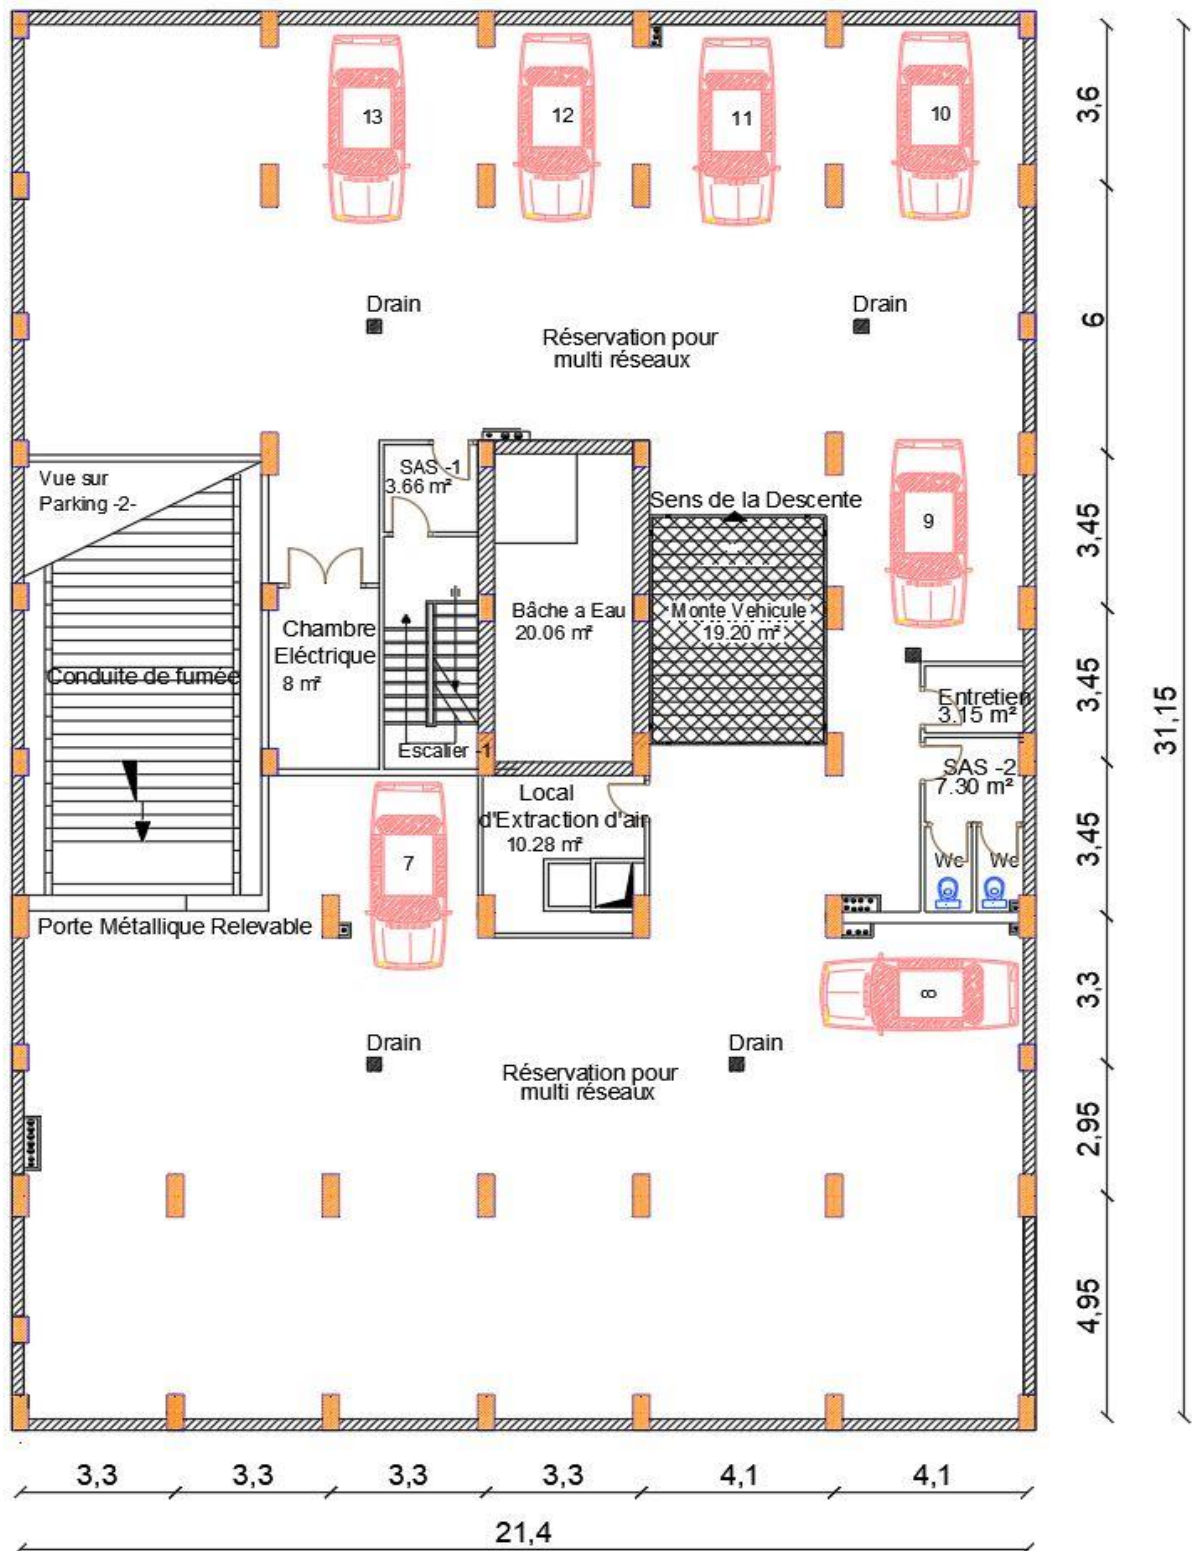 13
12
11
10
3,6
Drain
Drain
6
Réservation pour
multi réseaux
Vue sur
Parking -2-
SAS -1
3.66 m²
Sens de la Descente
9
3,45
Bâche a Eau
20.06 m²
Monte Vehicule
19.20 m²
Chambre
Eléctrique
8 m²
Conduite de fumée
Entretien
3.15 m²
3,45
31,15
Escalier -1
SAS -2
7.30 m²
Local
d'Extraction d'air
10.28 m²
7
3,45
Wc
Wc
Porte Métallique Relevable
8
3,3
Drain
Drain
Réservation pour
multi réseaux
2,95
4,95
3,3
3,3
3,3
3,3
4,1
4,1
21,4